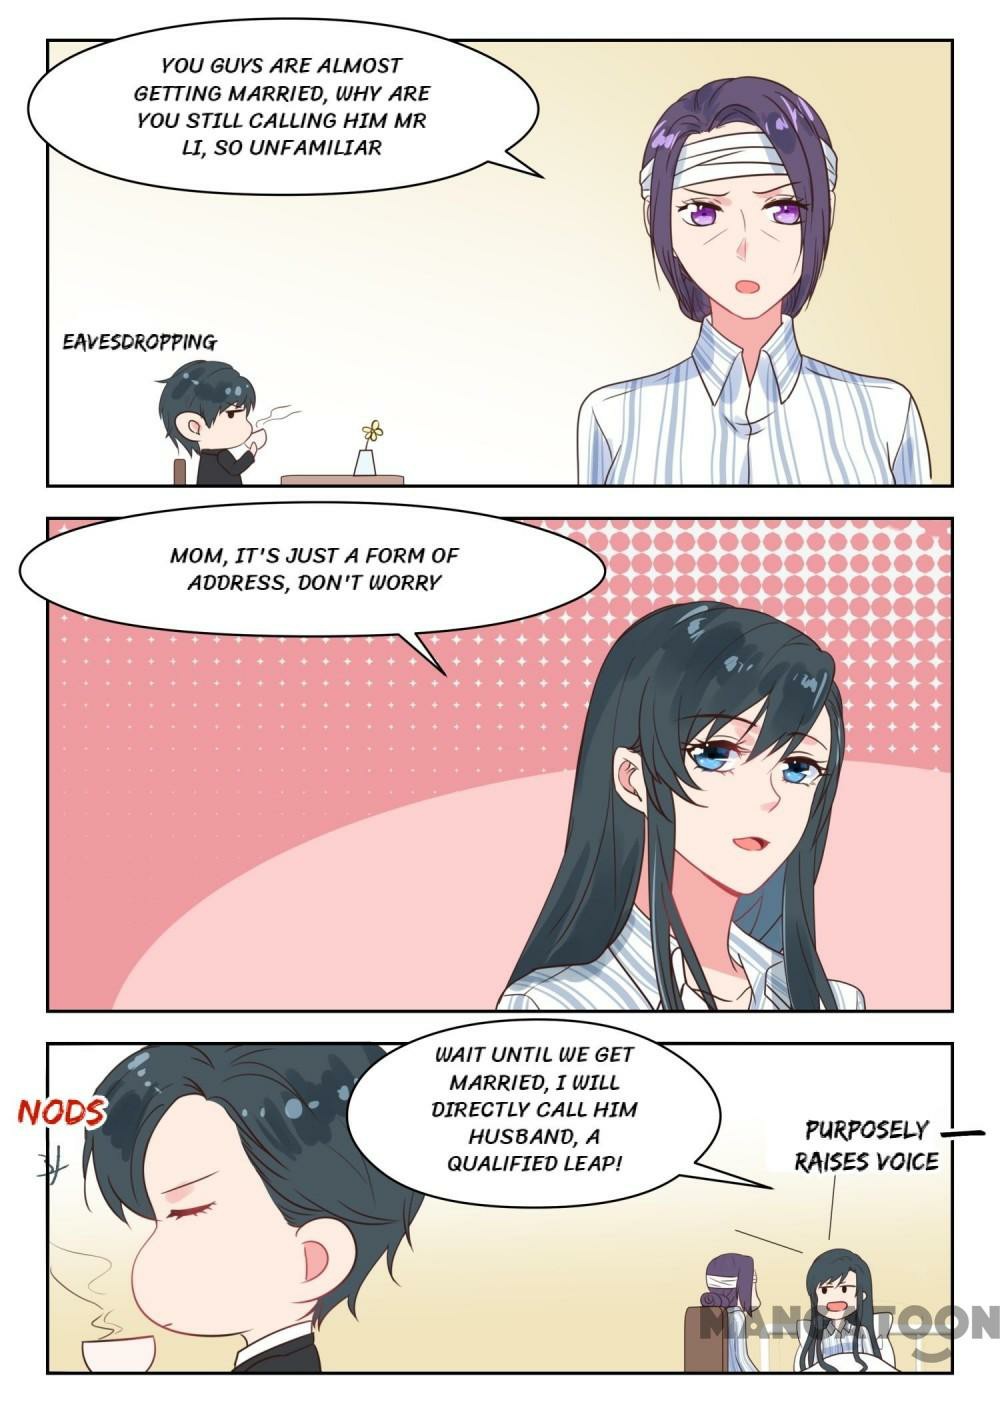 YOU GUYS ARE ALMOST
GETTING MARRIED, WHY ARE
YOU STILL CALLING HIM MR
LI, SO UNFAMILIAR
EAVESDROPPING
MOM, IT'S JUST A FORM OF
ADDRESS, DON'T WORRY
WAIT UNTIL WE GET
MARRIED, I WILL
DIRECTLY CALL HIM
HUSBAND, A
QUALIFIED LEAP!
NODS
PURPOSELY
RAISES VOICE
MANGATOON